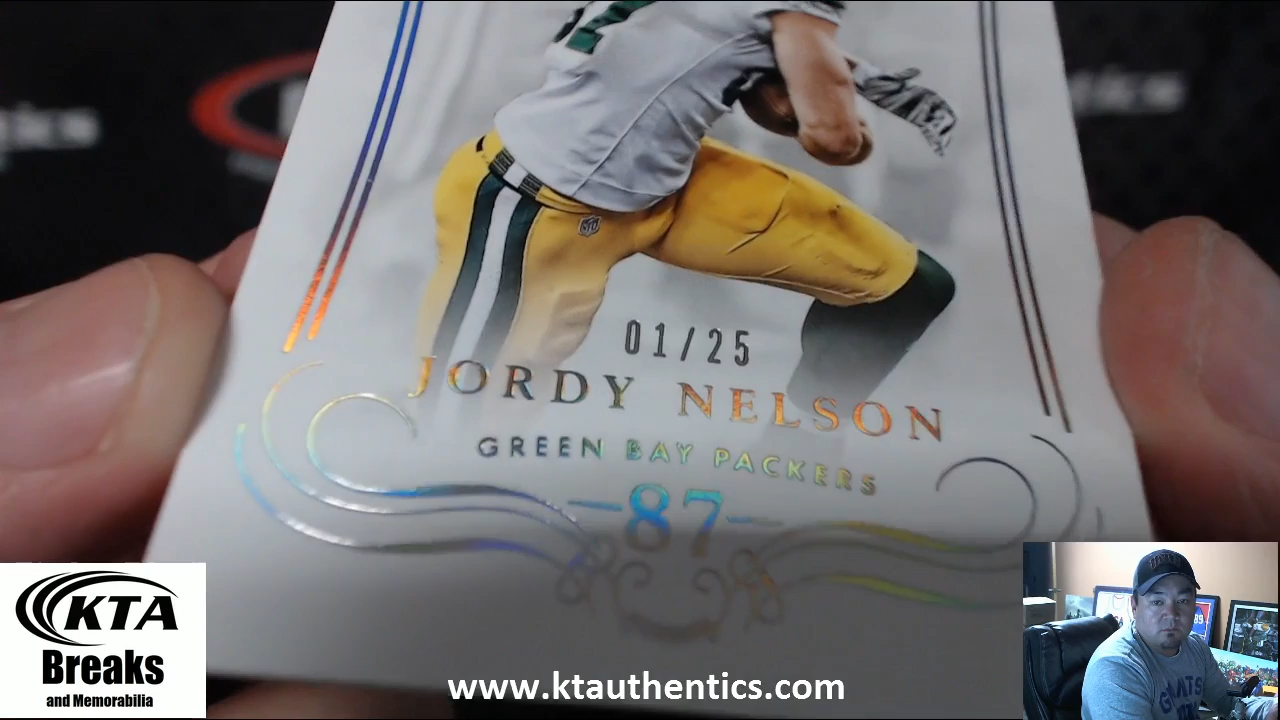 01/25
JORDY NELSON
GREEN BAY PACKERS
87
KTA
Breaks
and Memorabilia
www.ktauthentics.com